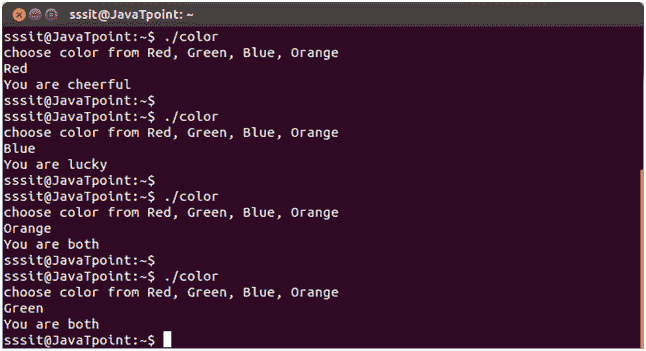 sssit@JavaTpoint: ~
sssit@JavaTpoint:~$ ./color
choose color from Red, Green, Blue, Orange
Red
You are cheerful
sssit@JavaTpoint:~$
sssit@JavaTpoint:~$ ./color
choose color from Red, Green, Blue, Orange
Blue
You are lucky
sssit@JavaTpoint:~$
sssit@JavaTpoint:~$ ./color
choose color from Red, Green, Blue, Orange
Orange
You are both
sssit@JavaTpoint:~$
sssit@JavaTpoint:~$ ./color
choose color from Red, Green, Blue, Orange
Green
You are both
sssit@JavaTpoint:~$